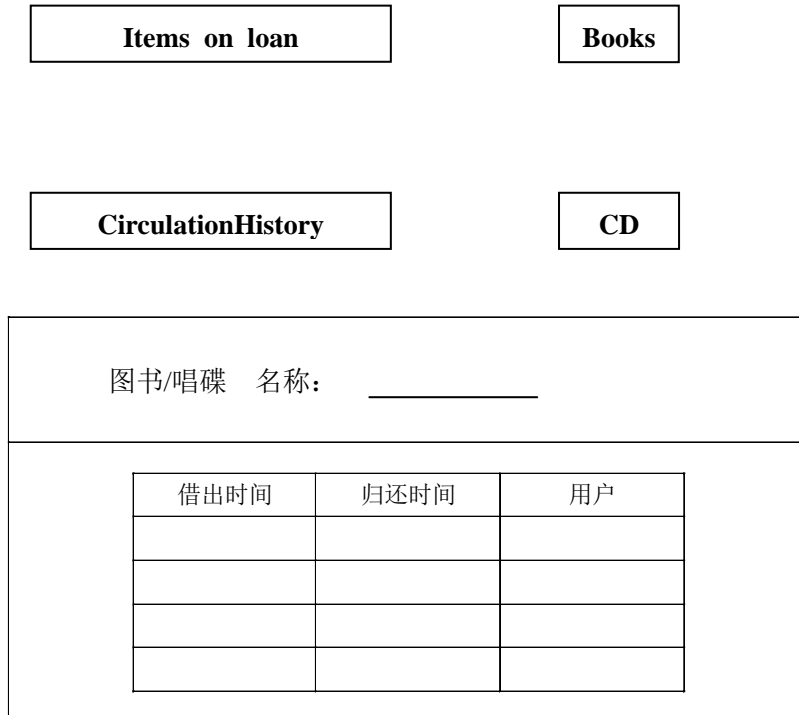 Items on loan Books
CirculationHistory CD
图书/唱碟 名称：
借出时间 归还时间 用户